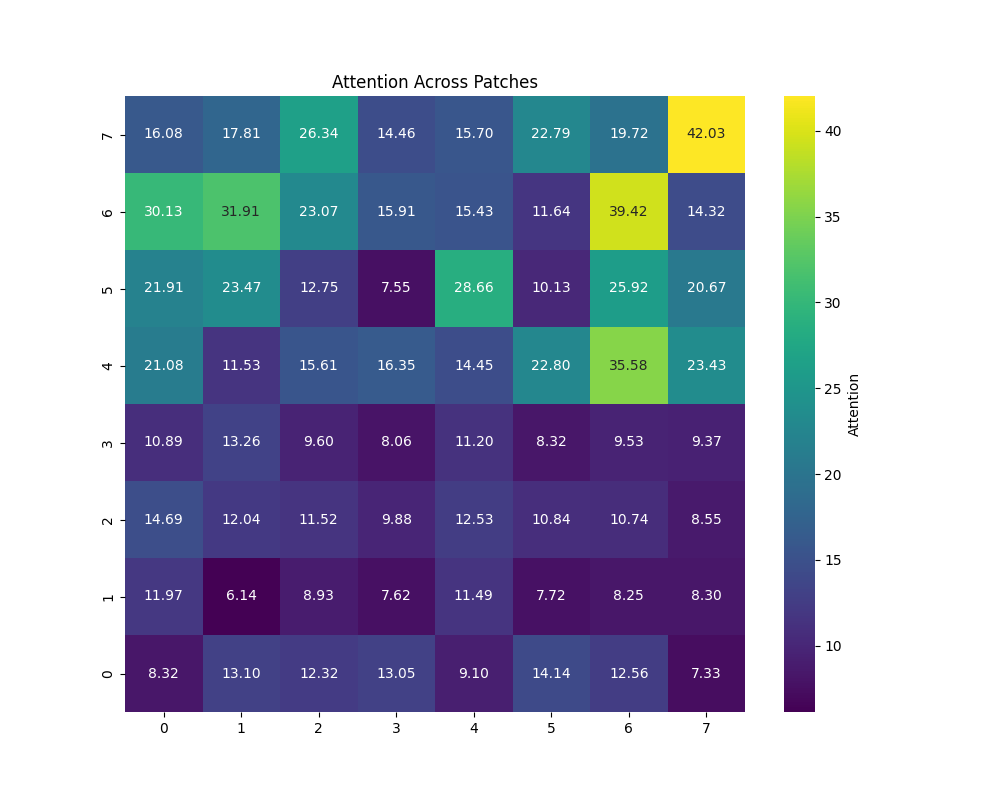 Attention Across Patches
7 16.08 17.81 26.34 14.46 15.70 22.79 19.72 42.03
6 30.13 31.91 23.07 15.91 15.43 11.64 39.42 14.32
5 21.91 23.47 12.75 7.55 28.66 10.13 25.92 20.67
4 21.08 11.53 15.61 16.35 14.45 22.80 35.58 23.43
3 10.89 13.26 9.60 8.06 11.20 8.32 9.53 9.37
2 14.69 12.04 11.52 9.88 12.53 10.84 10.74 8.55
1 11.97 6.14 8.93 7.62 11.49 7.72 8.25 8.30
0 8.32 13.10 12.32 13.05 9.10 14.14 12.56 7.33
0 1 2 3 4 5 6 7
40
35
30
25
20
15
10
Attention